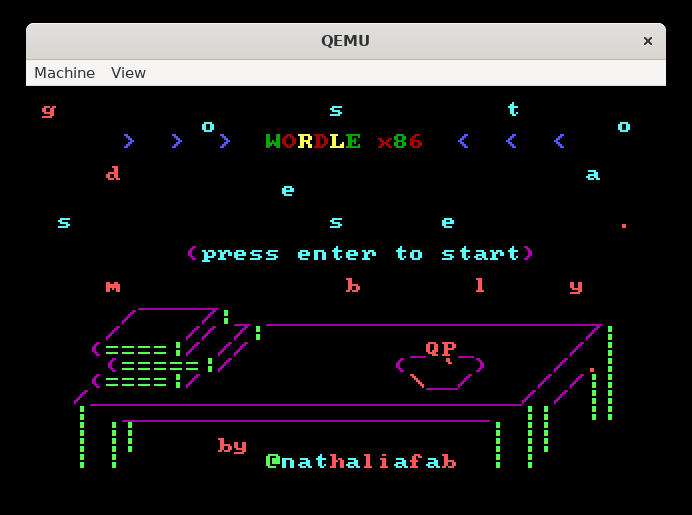 QEMU
Machine View
g s t
o o
> > > WORDLE x86 < < <
d a
e
s s e .
(press enter to start)
m b l y
QP
by
@nathaliafab